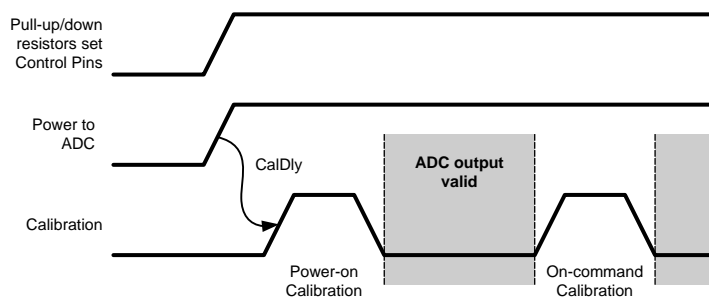 Pull-up/down
resistors set
Control Pins
Power to
ADC
CalDly
ADC output
valid
Calibration
Power-on
Calibration
On-command
Calibration